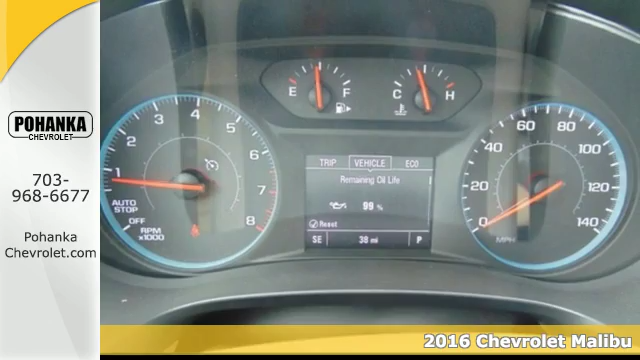 POHANKA
CHEVROLET
703-
968-6677
Pohanka
Chevrolet.com
E F
C H
1 2 3 4 5 6 7 8
AUTO
STOP
OFF
RPM
x1000
TRIP VEHICLE ECO
Remaining Oil Life
99 %
Reset
SE 38 mi P
0 20 40 60 80 100 120 140
MPH
2016 Chevrolet Malibu